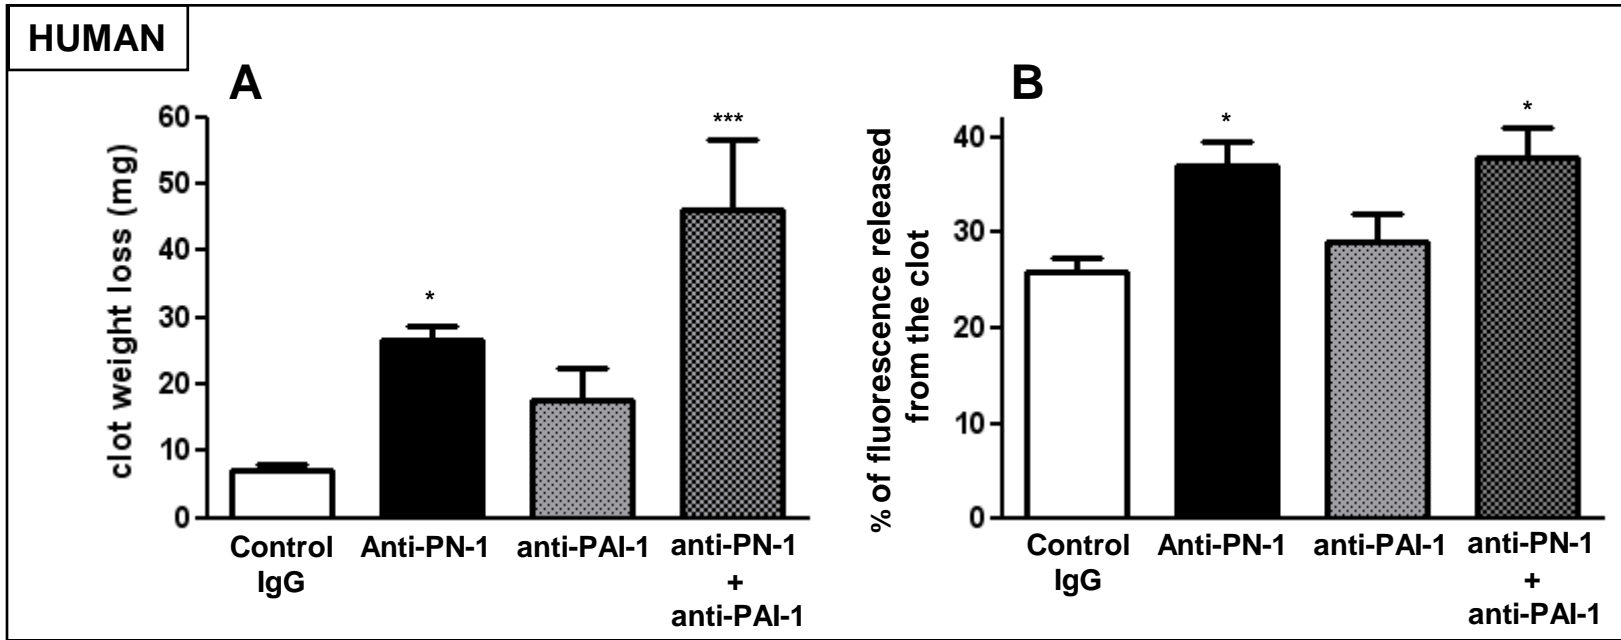 HUMAN
A
clot weight loss (mg)
60
50
40
30
20
10
0
*
***
Control
IgG
Anti-PN-1
anti-PAI-1
anti-PN-1
+
anti-PAI-1
B
% of fluorescence released
from the clot
40
30
20
10
0
*
*
Control
IgG
Anti-PN-1
anti-PAI-1
anti-PN-1
+
anti-PAI-1